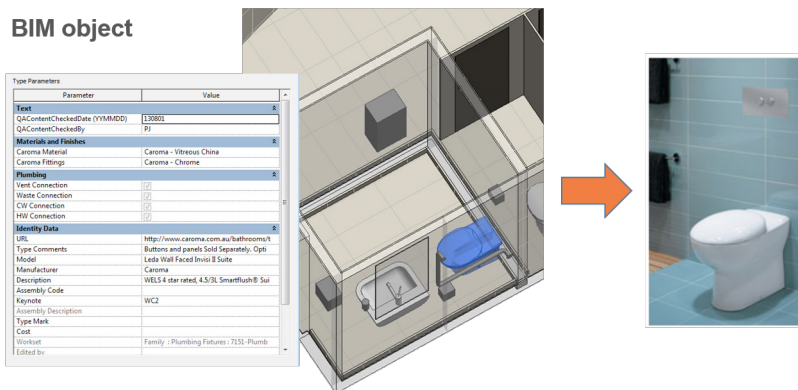 BIM object
Type Parameters
Parameter Value
Text
QAContentCheckedDate (YYMMDD) 130801
QAContentCheckedBy PJ
Materials and Finishes
Caroma Material Caroma - Vitreous China
Caroma Fittings Caroma - Chrome
Plumbing
Vent Connection
Waste Connection
CW Connection
HW Connection
Identity Data
URL http://www.caroma.com.au/bathrooms/t
Type Comments Buttons and panels Sold Separately. Opti
Model Leda Wall Faced Invisi II Suite
Manufacturer Caroma
Description WELS 4 star rated, 4.5/3L Smartflush® Sui
Assembly Code
Keynote WC2
Assembly Description
Type Mark
Cost
Workset Family : Plumbing Fixtures : 7151-Plumb
Edited by